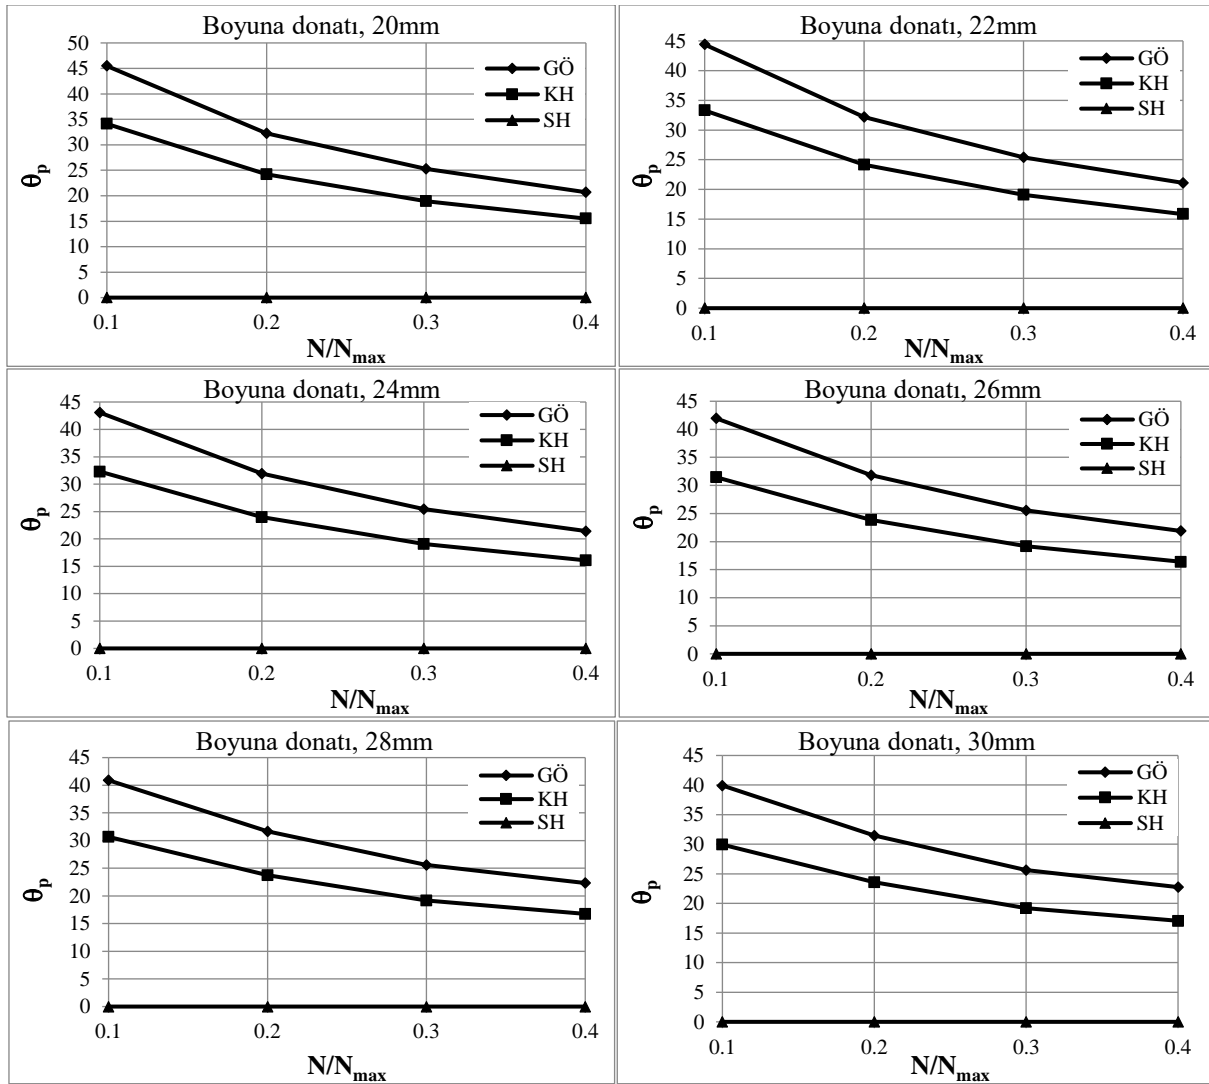 Boyuna donatı, 20mm
50
45
40
35
30
25
20
15
10
5
0
θp
0.1 0.2 0.3 0.4
N/Nmax
GÖ
KH
SH
Boyuna donatı, 22mm
45
40
35
30
25
20
15
10
5
0
θp
0.1 0.2 0.3 0.4
N/Nmax
GÖ
KH
SH
Boyuna donatı, 24mm
45
40
35
30
25
20
15
10
5
0
θp
0.1 0.2 0.3 0.4
N/Nmax
GÖ
KH
SH
Boyuna donatı, 26mm
45
40
35
30
25
20
15
10
5
0
θp
0.1 0.2 0.3 0.4
N/Nmax
GÖ
KH
SH
Boyuna donatı, 28mm
45
40
35
30
25
20
15
10
5
0
θp
0.1 0.2 0.3 0.4
N/Nmax
GÖ
KH
SH
Boyuna donatı, 30mm
45
40
35
30
25
20
15
10
5
0
θp
0.1 0.2 0.3 0.4
N/Nmax
GÖ
KH
SH